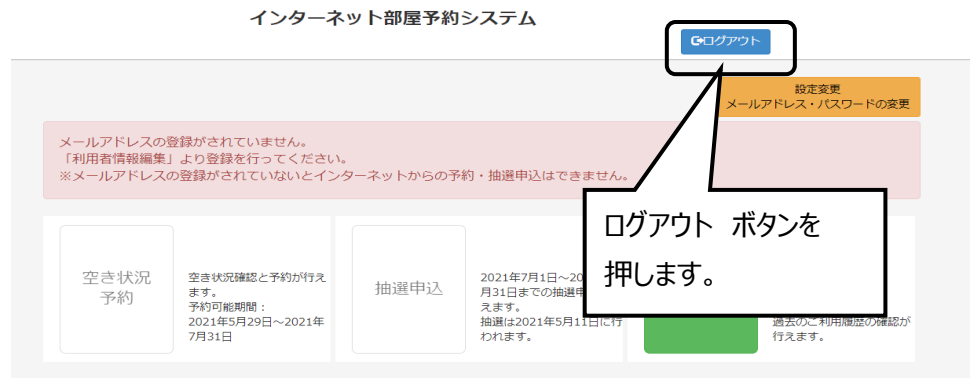 インターネット部屋予約システム
ログアウト
設定変更
メールアドレス・パスワードの変更
メールアドレスの登録がされていません。
「利用者情報編集」より登録を行ってください。
※メールアドレスの登録がされていないとインターネットからの予約・抽選申込はできません。
ログアウト ボタンを
押します。
空き状況
予約
空き状況確認と予約が行え
ます。
予約可能期間：
2021年5月29日～2021年
7月31日
抽選申込
2021年7月1日～20
月31日までの抽選申
えます。
抽選は2021年5月11日に行
われます。
過去のご利用履歴の確認が
行えます。